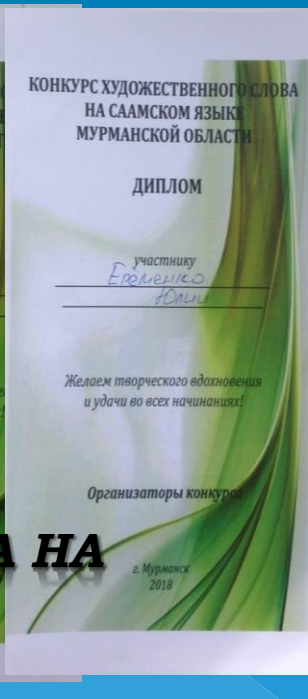 КОНКУРС ХУДОЖЕСТВЕННОГО СЛОВА
НА СААМСКОМ ЯЗЫКЕ
МУРМАНСКОЙ ОБЛАСТИ
ДИПЛОМ
участнику
Ерёменко
Юлии
Желаем творческого вдохновения
и удачи во всех начинаниях!
Организаторы конкурса
НА
г. Мурманск
2018